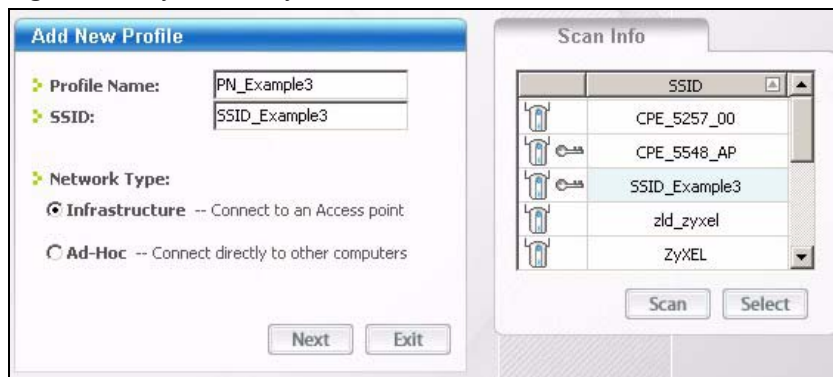 Add New Profile
Profile Name: PN_Example3
SSID: SSID_Example3
Network Type:
Infrastructure -- Connect to an Access point
Ad-Hoc -- Connect directly to other computers
Next Exit
Scan Info
SSID
CPE_5257_00
CPE_5548_AP
SSID_Example3
zld_zyxel
ZyXEL
Scan Select